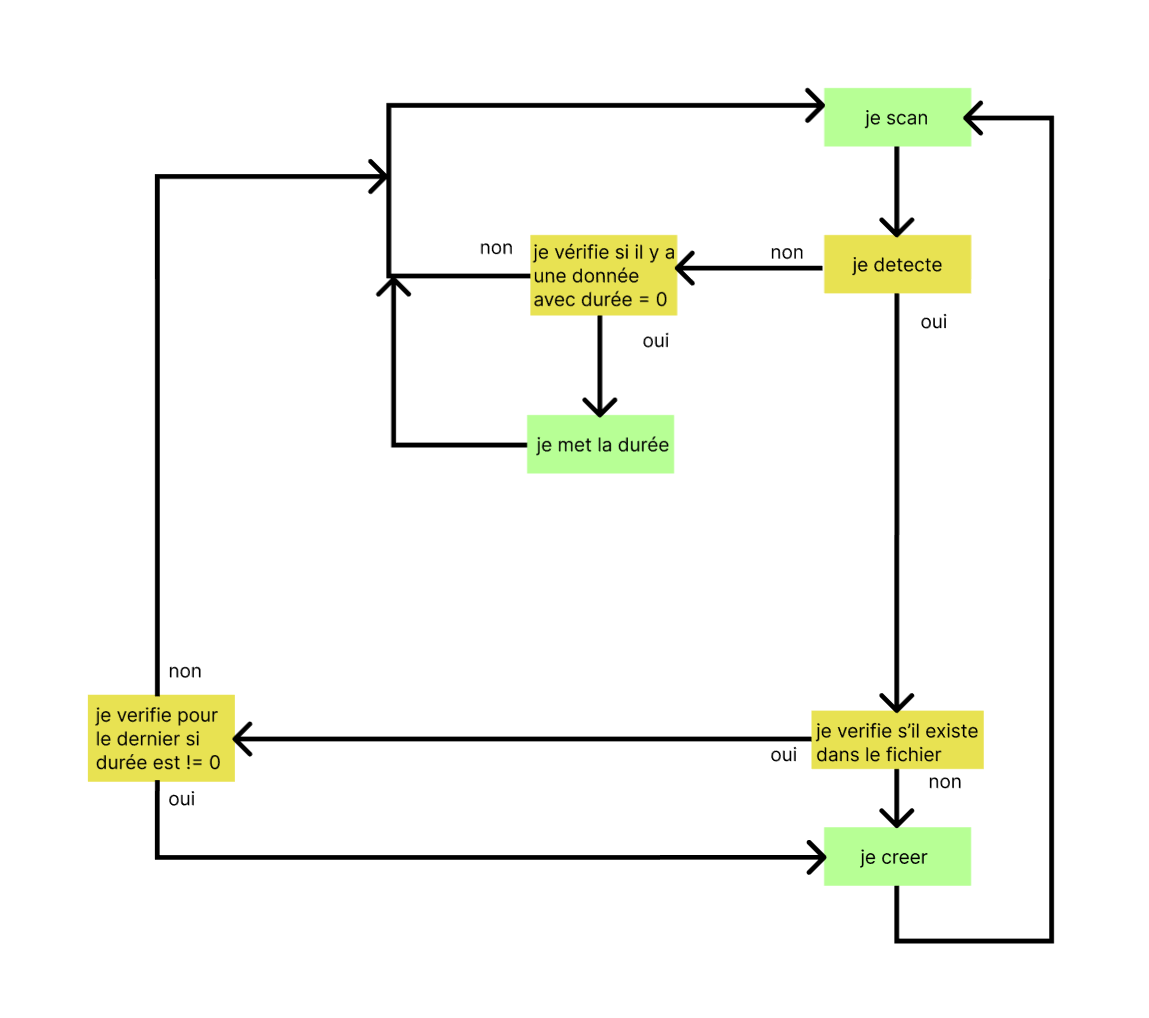 je scan
non
je vérifie si il y a
une donnée
avec durée = 0
non
je detecte
oui
oui
je met la durée
non
je verifie pour
le dernier si
durée est != 0
oui
je verifie s’il existe
dans le fichier
oui
non
je creer